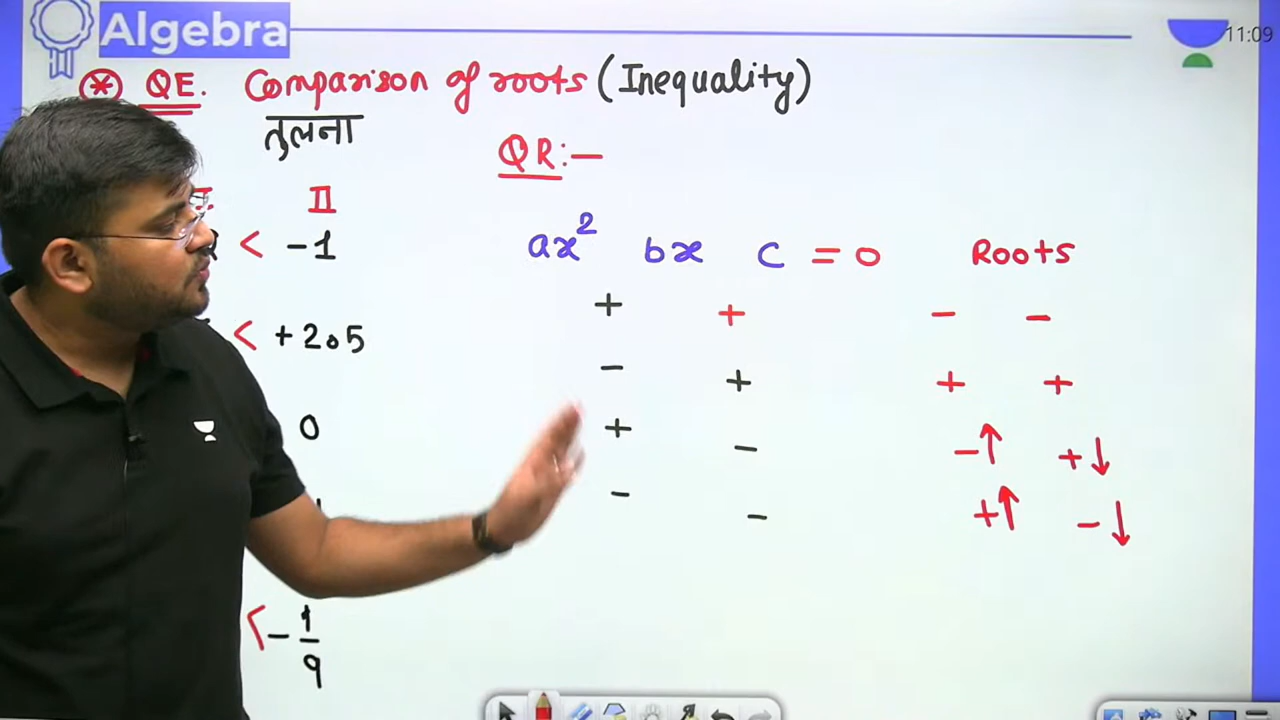 Algebra
11:09
* QE. Comparison of roots (Inequality)
तुलना
QR:—
I II
< -1
< +2.5
0
< -1/9
ax² bx c = 0 Roots
+ + - -
- + + +
+ - -↑ +↓
- - +↑ -↓